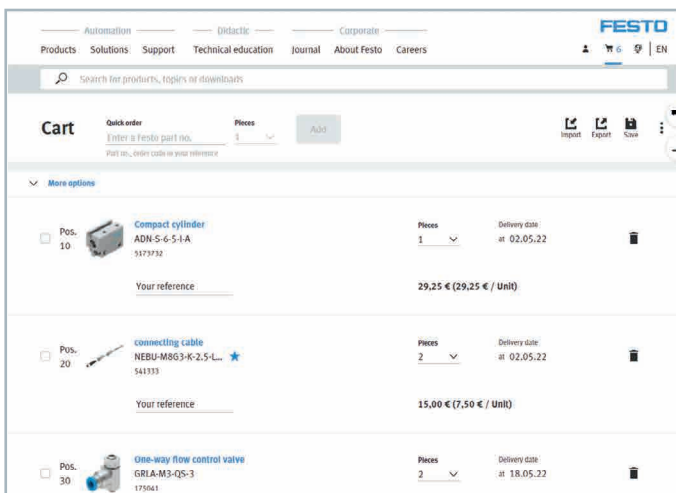 Automation Didactic Corporate FESTO
Products Solutions Support Technical education Journal About Festo Careers 6 EN
Search for products, topics or downloads
Cart Quick order Pieces
Enter a Festo part no. 1 Add
Import Export Save
Part no., order code or your reference
More options
Pos. 10 Compact cylinder Pieces Delivery date
ADN-S-6-5-I-A 1 at 02.05.22
5173732
Your reference 29,25 € (29,25 € / Unit)
Pos. 20 connecting cable Pieces Delivery date
NEBU-M8G3-K-2.5-L... 2 at 02.05.22
541333
Your reference 15,00 € (7,50 € / Unit)
Pos. 30 One-way flow control valve Pieces Delivery date
GRLA-M3-QS-3 2 at 18.05.22
175041